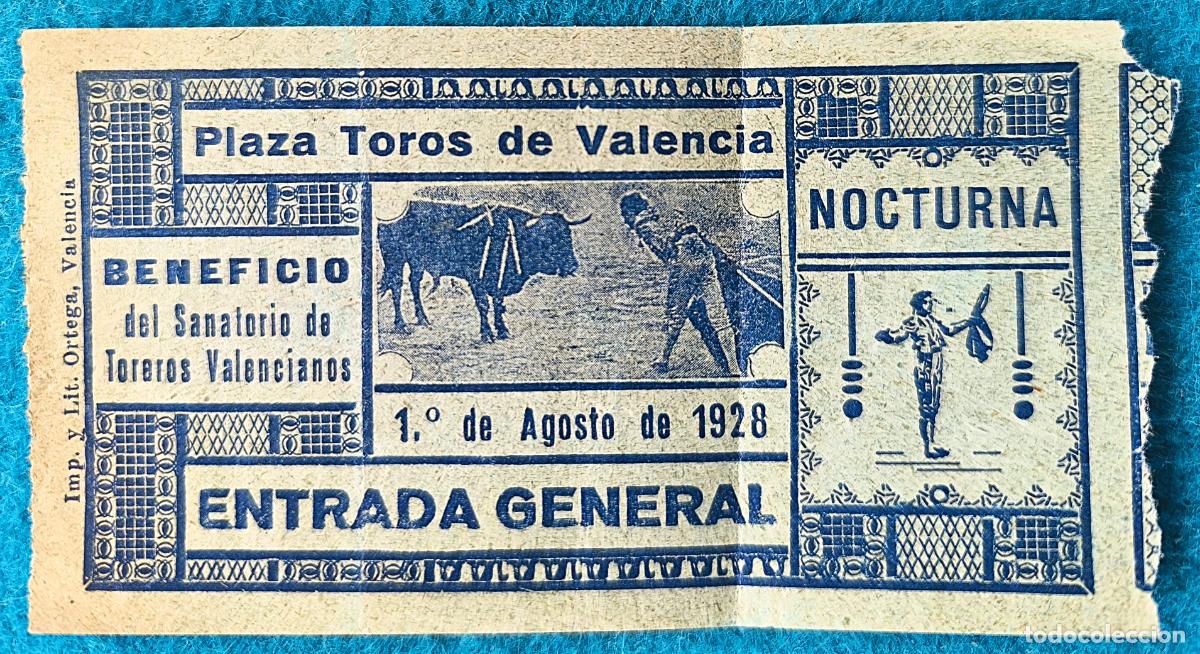 Plaza Toros de Valencia
BENEFICIO
del Sanatorio de
Toreros Valencianos
1.º de Agosto de 1928
ENTRADA GENERAL
NOCTURNA
Imp. y Lit. Ortega, Valencia
todocoleccion